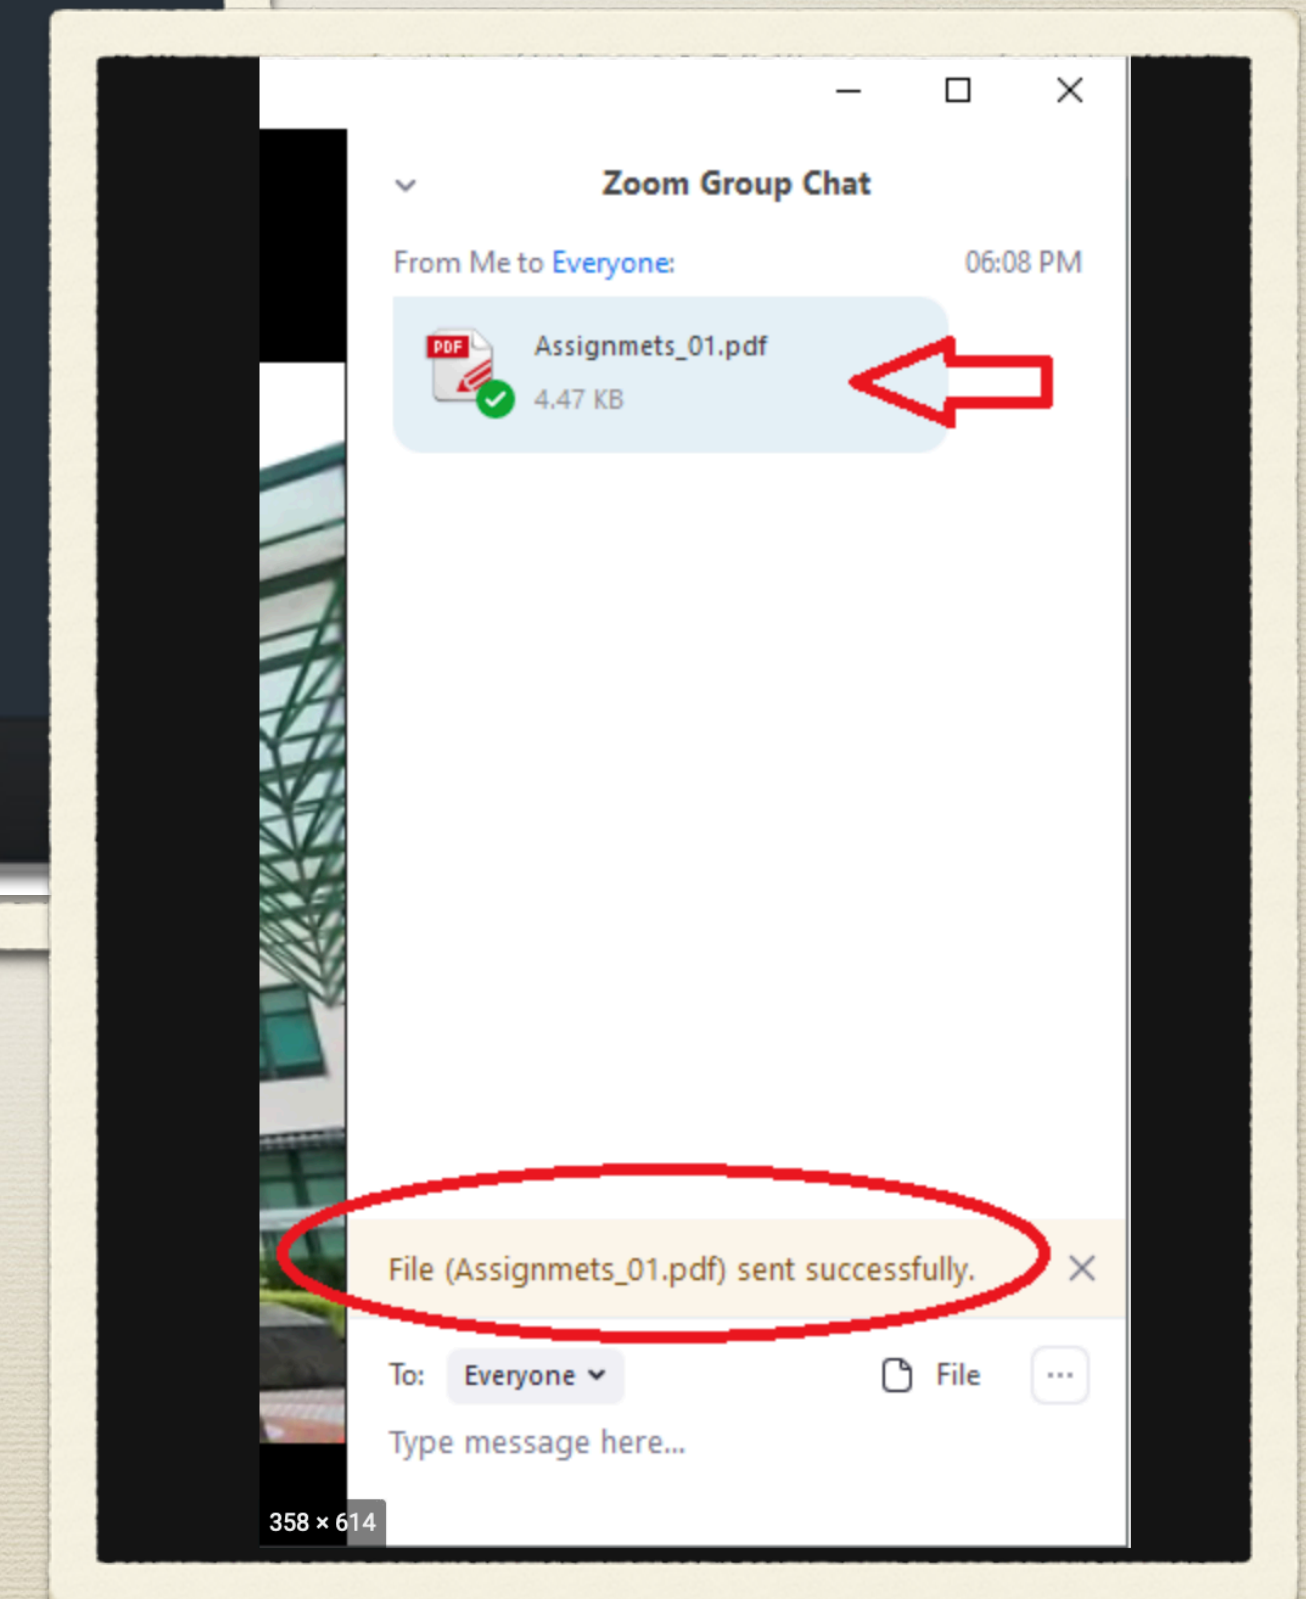 Zoom Group Chat
From Me to Everyone: 06:08 PM
PDF
Assignmets_01.pdf
4.47 KB
File (Assignmets_01.pdf) sent successfully.
To: Everyone File ...
Type message here...
358 × 614